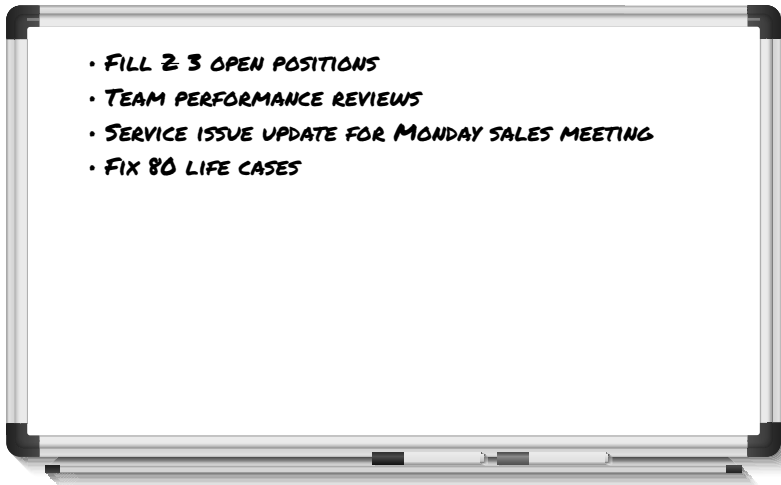 • Fill 2 3 open positions
• Team performance reviews
• Service issue update for Monday sales meeting
• Fix 80 life cases